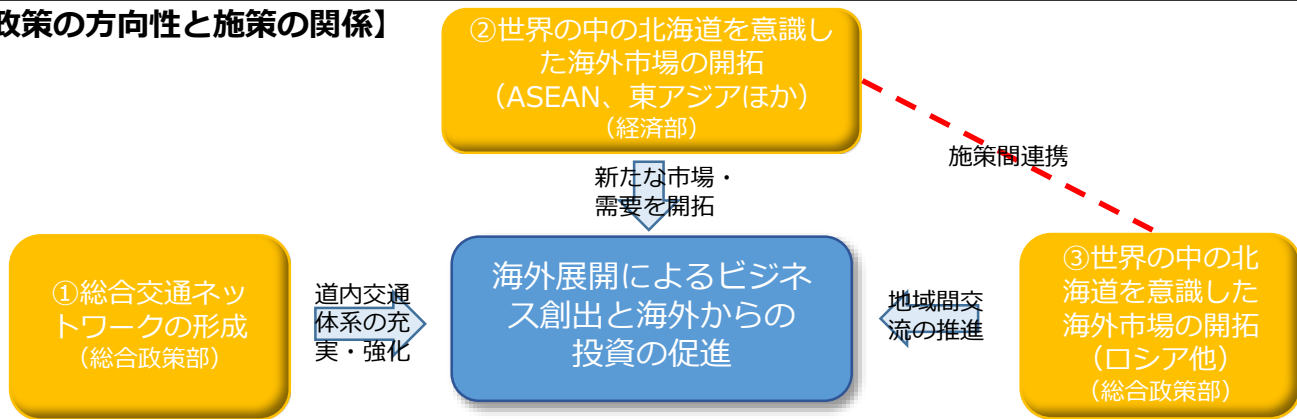 政策の方向性と施策の関係】
②世界の中の北海道を意識し
た海外市場の開拓
（ASEAN、東アジアほか）
（経済部）
施策間連携
新たな市場・
需要を開拓
①総合交通ネッ
トワークの形成
（総合政策部）
道内交通
体系の充
実・強化
海外展開によるビジネ
ス創出と海外からの
投資の促進
地域間交
流の推進
③世界の中の北
海道を意識した
海外市場の開拓
（ロシア他）
（総合政策部）